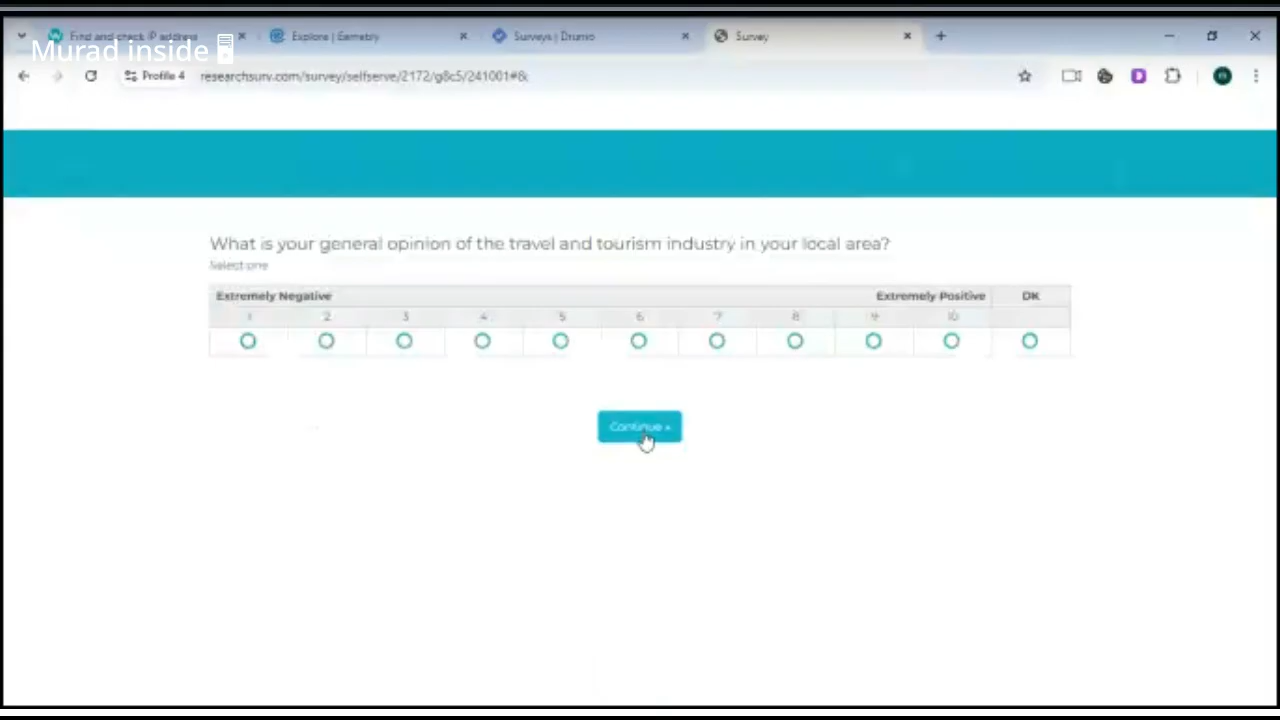 Find and check IP address
Explore | Earnably
Surveys |
Survey
Murad inside
Profile 4
researchsurv.com/survey/selfserve/2172/g8c5/241001#&
What is your general opinion of the travel and tourism industry in your local area?
Select one
Extremely Negative Extremely Positive DK
1 2 3 4 5 6 7 8 9 10
Continue »